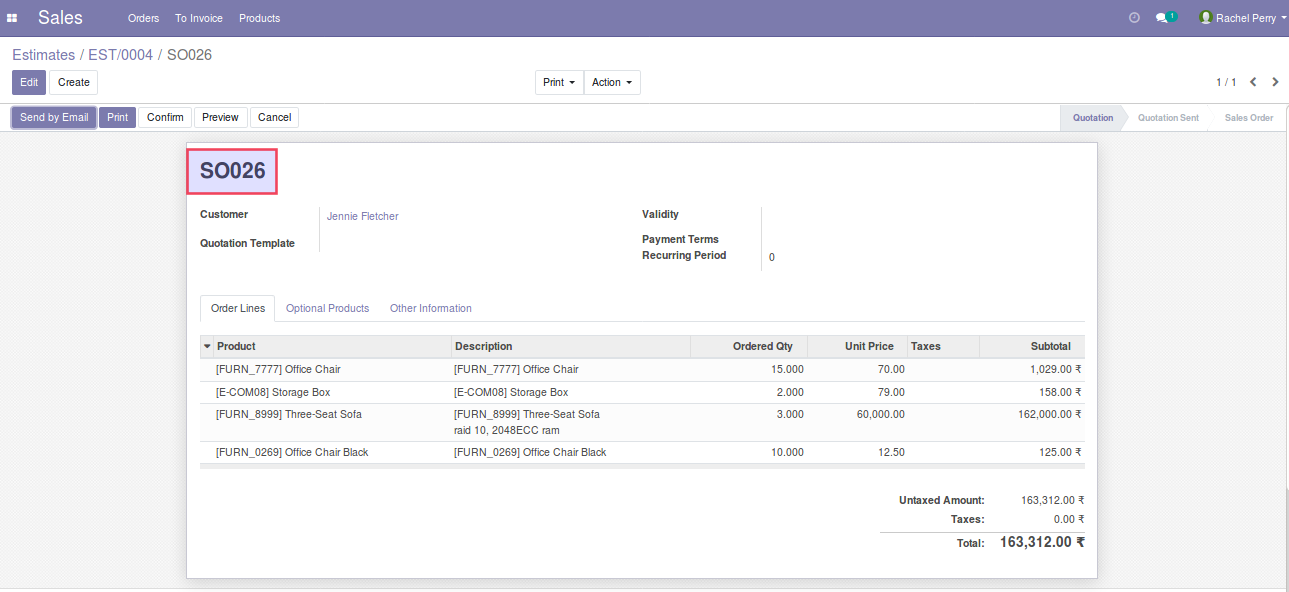 Sales Orders To Invoice Products 1 Rachel Perry
Estimates / EST/0004 / SO026
Edit Create Print Action 1 / 1
Send by Email Print Confirm Preview Cancel Quotation Quotation Sent Sales Order
SO026
Customer Jennie Fletcher Validity
Quotation Template Payment Terms
Recurring Period 0
Order Lines Optional Products Other Information
Product Description Ordered Qty Unit Price Taxes Subtotal
[FURN_7777] Office Chair [FURN_7777] Office Chair 15.000 70.00 1,029.00 ₹
[E-COM08] Storage Box [E-COM08] Storage Box 2.000 79.00 158.00 ₹
[FURN_8999] Three-Seat Sofa [FURN_8999] Three-Seat Sofa 3.000 60,000.00 162,000.00 ₹
raid 10, 2048ECC ram
[FURN_0269] Office Chair Black [FURN_0269] Office Chair Black 10.000 12.50 125.00 ₹
Untaxed Amount: 163,312.00 ₹
Taxes: 0.00 ₹
Total: 163,312.00 ₹